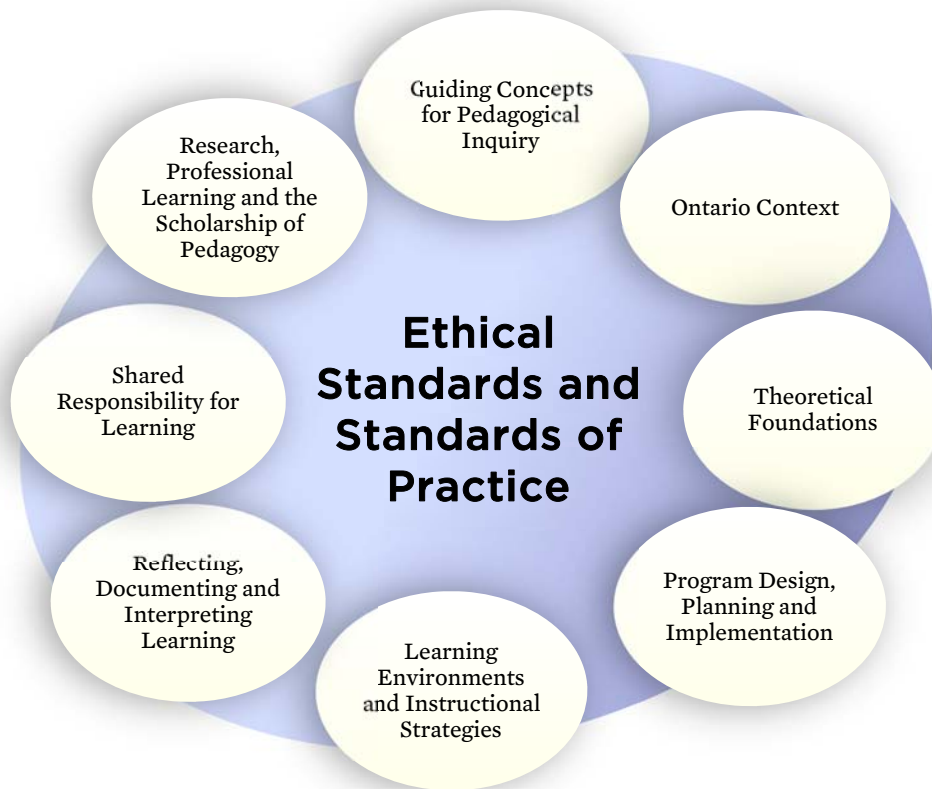 Guiding Concepts
for Pedagogical
Inquiry
Ontario Context
Theoretical
Foundations
Program Design,
Planning and
Implementation
Learning
Environments
and Instructional
Strategies
Reflecting,
Documenting and
Interpreting
Learning
Shared
Responsibility for
Learning
Research,
Professional
Learning and the
Scholarship of
Pedagogy
Ethical
Standards and
Standards of
Practice